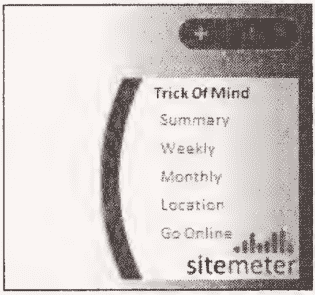 Trick Of Mind
Summary
Weekly
Monthly
Location
Go Online
sitemeter